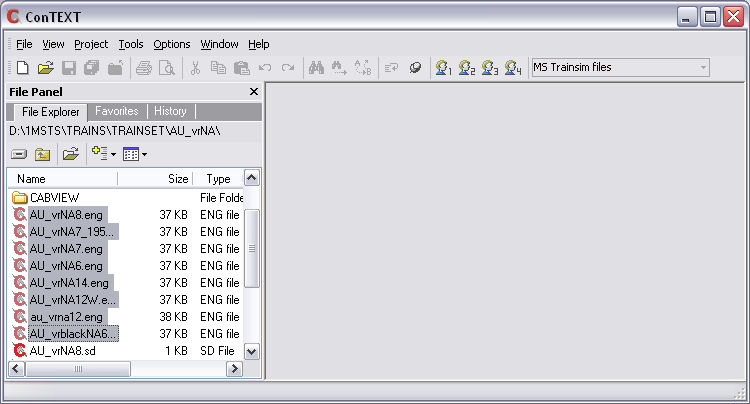 ConTEXT
File View Project Tools Options Window Help
1 2 3 4 MS Trainsim files
File Panel
File Explorer Favorites History
D:\1MSTS\TRAINS\TRAINSET\AU_vrNA\
Name Size Type
CABVIEW File Folde
AU_vrNA8.eng 37 KB ENG file
AU_vrNA7_195... 37 KB ENG file
AU_vrNA7.eng 37 KB ENG file
AU_vrNA6.eng 37 KB ENG file
AU_vrNA14.eng 37 KB ENG file
AU_vrNA12W.e... 37 KB ENG file
au_vrna12.eng 38 KB ENG file
AU_vrblackNA6... 37 KB ENG file
AU_vrNA8.sd 1 KB SD File